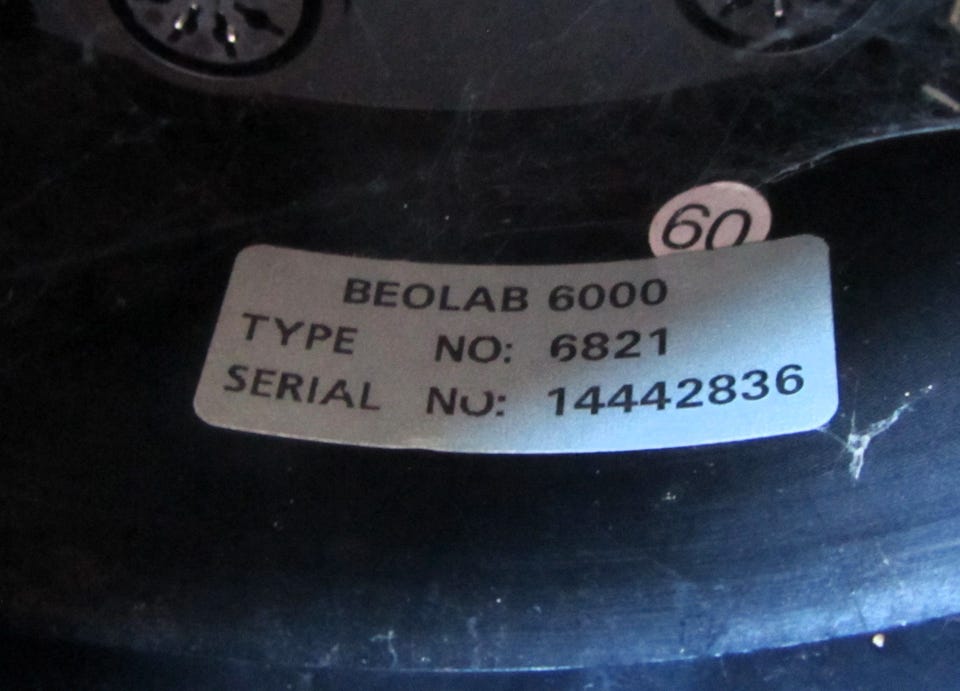 60
BEOLAB 6000
TYPE NO: 6821
SERIAL NO: 14442836